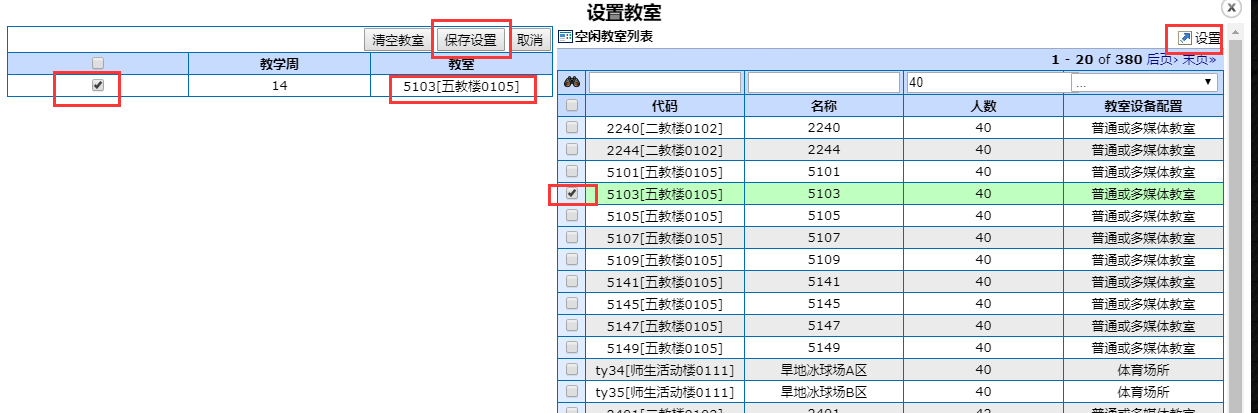 设置教室
清空教室 保存设置 取消
教学周 教室
14 5103[五教楼0105]
空闲教室列表 设置
1 - 20 of 380 后页› 末页»
40 ...
代码 名称 人数 教室设备配置
2240[二教楼0102] 2240 40 普通或多媒体教室
2244[二教楼0102] 2244 40 普通或多媒体教室
5101[五教楼0105] 5101 40 普通或多媒体教室
5103[五教楼0105] 5103 40 普通或多媒体教室
5105[五教楼0105] 5105 40 普通或多媒体教室
5107[五教楼0105] 5107 40 普通或多媒体教室
5109[五教楼0105] 5109 40 普通或多媒体教室
5141[五教楼0105] 5141 40 普通或多媒体教室
5145[五教楼0105] 5145 40 普通或多媒体教室
5147[五教楼0105] 5147 40 普通或多媒体教室
5149[五教楼0105] 5149 40 普通或多媒体教室
ty34[师生活动楼0111] 旱地冰球场A区 40 体育场所
ty35[师生活动楼0111] 旱地冰球场B区 40 体育场所